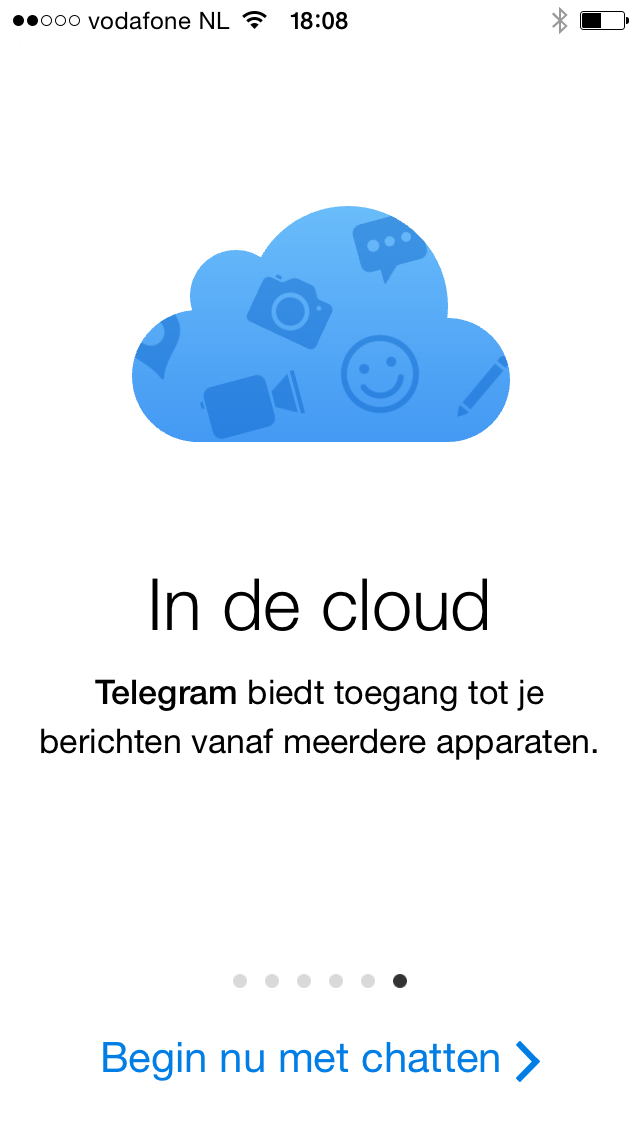 vodafone NL 18:08
In de cloud
Telegram biedt toegang tot je
berichten vanaf meerdere apparaten.
Begin nu met chatten